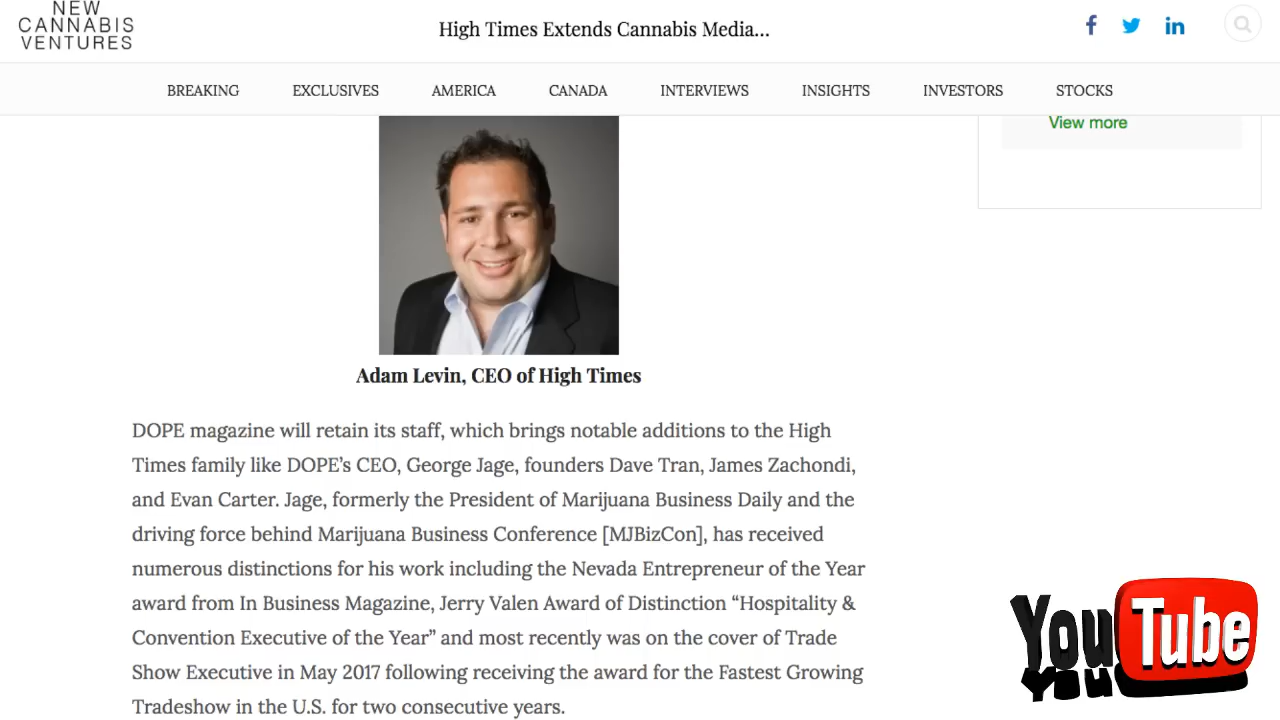 NEW
CANNABIS
VENTURES
High Times Extends Cannabis Media...
f
in
BREAKING
EXCLUSIVES
AMERICA
CANADA
INTERVIEWS
INSIGHTS
INVESTORS
STOCKS
View more
Adam Levin, CEO of High Times
DOPE magazine will retain its staff, which brings notable additions to the High
Times family like DOPE’s CEO, George Jage, founders Dave Tran, James Zachondi,
and Evan Carter. Jage, formerly the President of Marijuana Business Daily and the
driving force behind Marijuana Business Conference [MJBizCon], has received
numerous distinctions for his work including the Nevada Entrepreneur of the Year
award from In Business Magazine, Jerry Valen Award of Distinction “Hospitality &
Convention Executive of the Year” and most recently was on the cover of Trade
Show Executive in May 2017 following receiving the award for the Fastest Growing
Tradeshow in the U.S. for two consecutive years.
YouTube